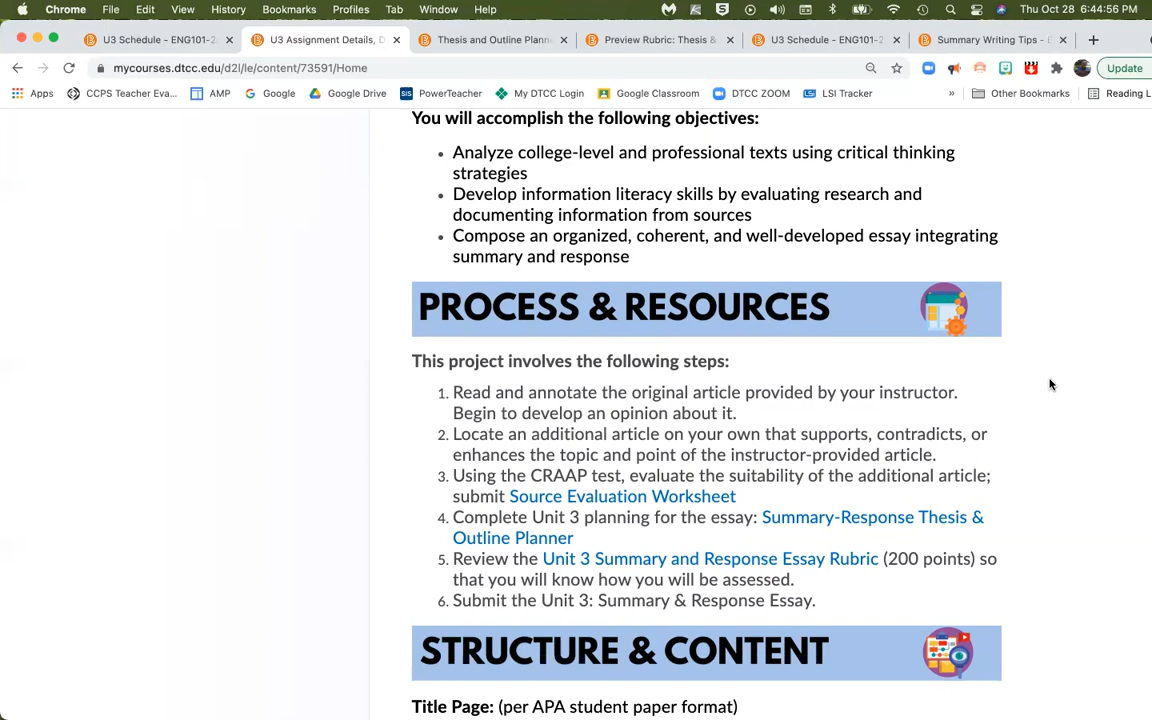 Chrome File Edit View History Bookmarks Profiles Tab Window Help Thu Oct 28 6:44:56 PM
U3 Schedule - ENG101-2 U3 Assignment Details, D Thesis and Outline Plann Preview Rubric: Thesis & U3 Schedule - ENG101-2 Summary Writing Tips - E
mycourses.dtcc.edu/d2l/le/content/73591/Home Update
Apps CCPS Teacher Eva... AMP Google Google Drive SIS PowerTeacher My DTCC Login Google Classroom DTCC ZOOM LSI LSI Tracker » Other Bookmarks Reading L
You will accomplish the following objectives:
• Analyze college-level and professional texts using critical thinking
strategies
• Develop information literacy skills by evaluating research and
documenting information from sources
• Compose an organized, coherent, and well-developed essay integrating
summary and response
PROCESS & RESOURCES
This project involves the following steps:
1. Read and annotate the original article provided by your instructor.
Begin to develop an opinion about it.
2. Locate an additional article on your own that supports, contradicts, or
enhances the topic and point of the instructor-provided article.
3. Using the CRAAP test, evaluate the suitability of the additional article;
submit Source Evaluation Worksheet
4. Complete Unit 3 planning for the essay: Summary-Response Thesis &
Outline Planner
5. Review the Unit 3 Summary and Response Essay Rubric (200 points) so
that you will know how you will be assessed.
6. Submit the Unit 3: Summary & Response Essay.
STRUCTURE & CONTENT
Title Page: (per APA student paper format)